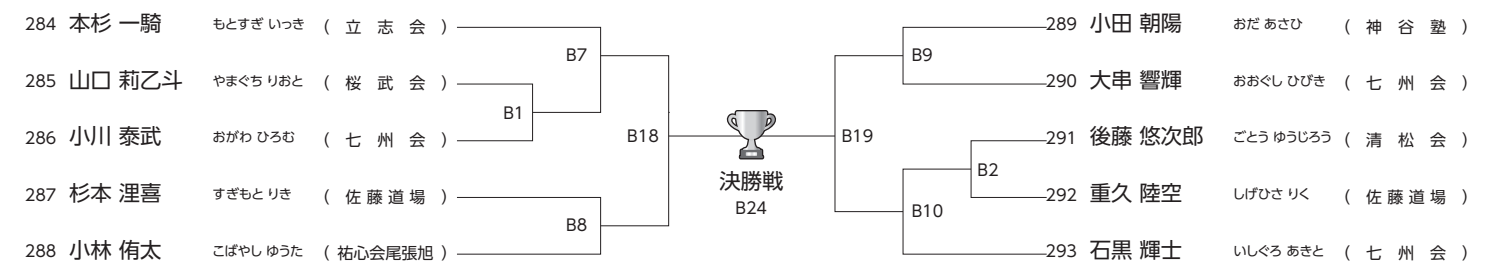 284 本杉 一騎 もとすぎ いっき ( 立 志 会 )
285 山口 莉乙斗 やまぐち りおと ( 桜 武 会 )
286 小川 泰武 おがわ ひろむ ( 七 州 会 )
287 杉本 浬喜 すぎもと りき ( 佐 藤 道 場 )
288 小林 侑太 こばやし ゆうた ( 祐心会尾張旭 )
B7
B1
B18
B8
決勝戦
B24
B9
B19
B2
B10
289 小田 朝陽 おだ あさひ ( 神 谷 塾 )
290 大串 響輝 おおぐし ひびき ( 七 州 会 )
291 後藤 悠次郎 ごとう ゆうじろう ( 清 松 会 )
292 重久 陸空 しげひさ りく ( 佐 藤 道 場 )
293 石黒 輝士 いしぐろ あきと ( 七 州 会 )